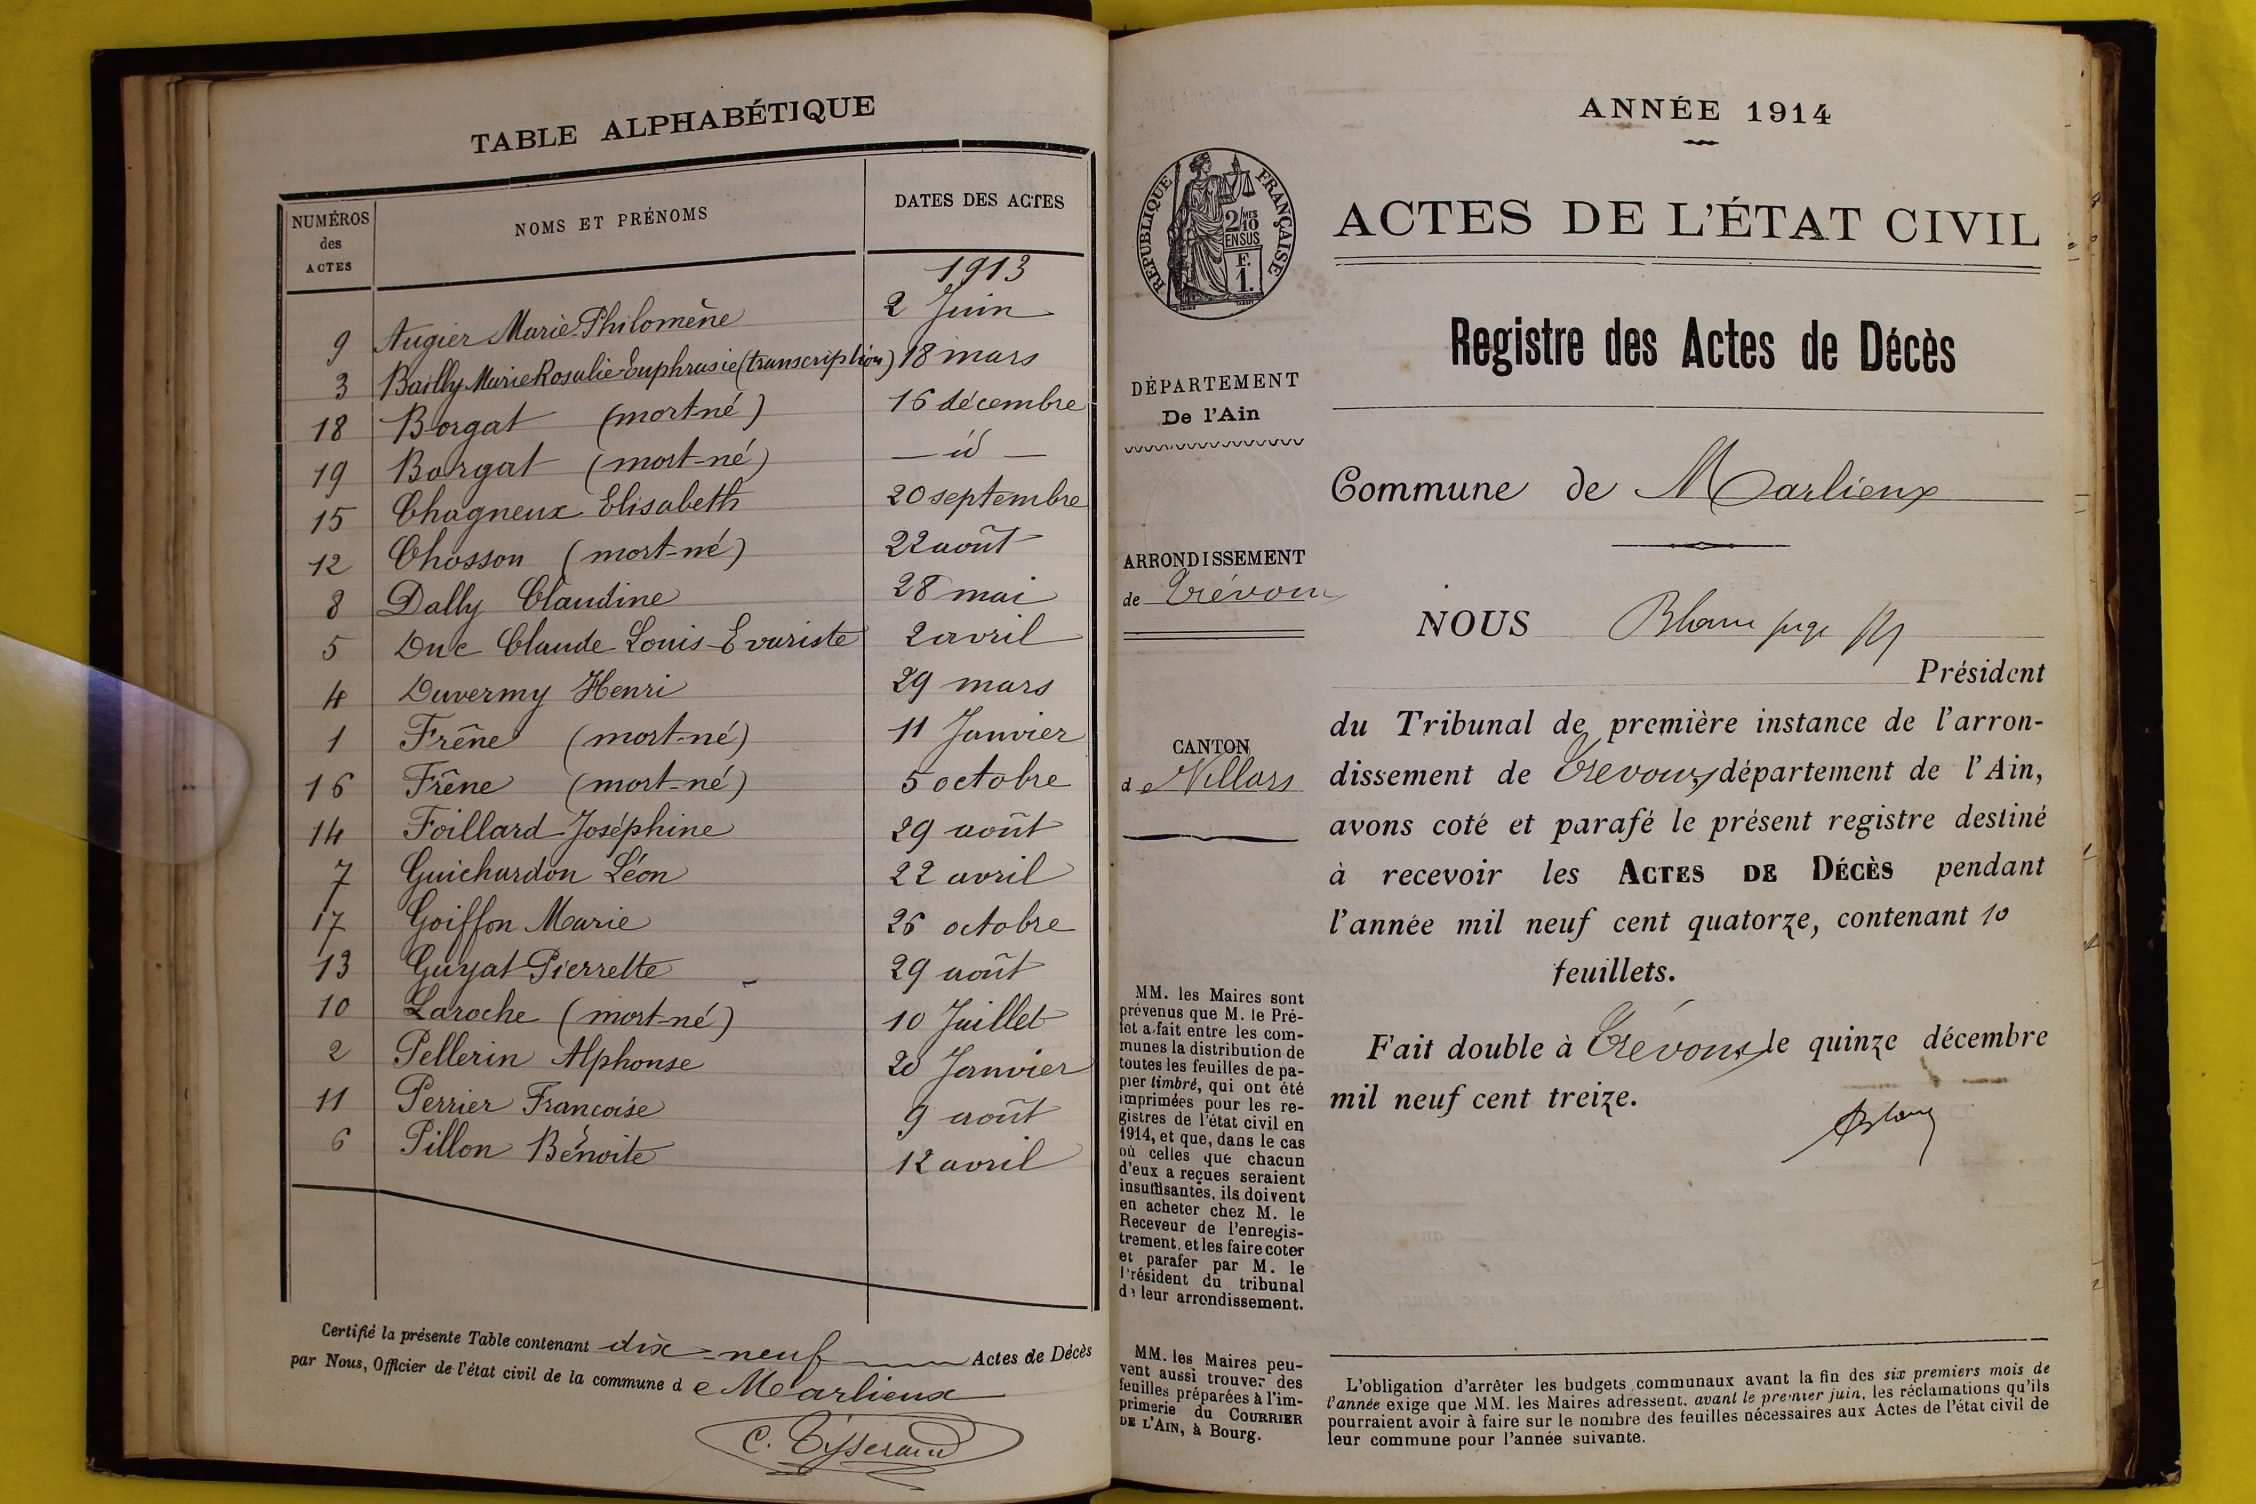 TABLE ALPHABÉTIQUE
NUMÉROS des ACTES NOMS ET PRÉNOMS DATES DES ACTES
1913
9 Augier Marie-Philomène 2 Juin
3 Bailly Marie Rosalie Euphrasie (transcription) 18 mars
18 Borgat (mort-né) 16 décembre
19 Borgat (mort-né) — id —
15 Chagneux Elisabeth 20 septembre
12 Chosson (mort-né) 22 août
8 Dally Claudine 28 mai
5 Duc Claude Louis-Evariste 2 avril
4 Duvermy Henri 29 mars
1 Frêne (mort-né) 11 Janvier
16 Frêne (mort-né) 5 octobre
14 Foillard Joséphine 29 août
7 Guichardon Léon 22 avril
17 Goiffon Marie 26 octobre
13 Guyat Pierrette 29 août
10 Laroche (mort-né) 10 Juillet
2 Pellerin Alphonse 20 Janvier
11 Perrier Françoise 9 août
6 Pillon Bénoite 12 avril
Certifié la présente Table contenant dix-neuf Actes de Décès
par Nous, Officier de l'état civil de la commune de Marlieux
C. Tisserand
ANNÉE 1914
RÉPUBLIQUE FRANÇAISE
2/10 MES
EN SUS
F.
1.
ACTES DE L'ÉTAT CIVIL
Registre des Actes de Décès
DÉPARTEMENT
De l'Ain
Commune de Marlieux
ARRONDISSEMENT
de Trévoux
NOUS Blanc juge
Président
du Tribunal de première instance de l'arron-
CANTON
de Villars
dissement de Trévoux, département de l'Ain,
avons coté et parafé le présent registre destiné
à recevoir les ACTES DE DÉCÈS pendant
l'année mil neuf cent quatorze, contenant 10
feuillets.
Fait double à Trévoux le quinze décembre
mil neuf cent treize.
Blanc
MM. les Maires sont
prévenus que M. le Pré-
fet a fait entre les com-
munes la distribution de
toutes les feuilles de pa-
pier timbré, qui ont été
imprimées pour les re-
gistres de l'état civil en
1914, et que, dans le cas
où celles que chacun
d'eux a reçues seraient
insuffisantes, ils doivent
en acheter chez M. le
Receveur de l'enregis-
trement, et les faire coter
et parafer par M. le
Président du tribunal
de leur arrondissement.
MM. les Maires peu-
vent aussi trouver des
feuilles préparées à l'im-
primerie du COURRIER
DE L'AIN, à Bourg.
L'obligation d'arrêter les budgets communaux avant la fin des six premiers mois de
l'année exige que MM. les Maires adressent, avant le premier juin, les réclamations qu'ils
pourraient avoir à faire sur le nombre des feuilles nécessaires aux Actes de l'état civil de
leur commune pour l'année suivante.